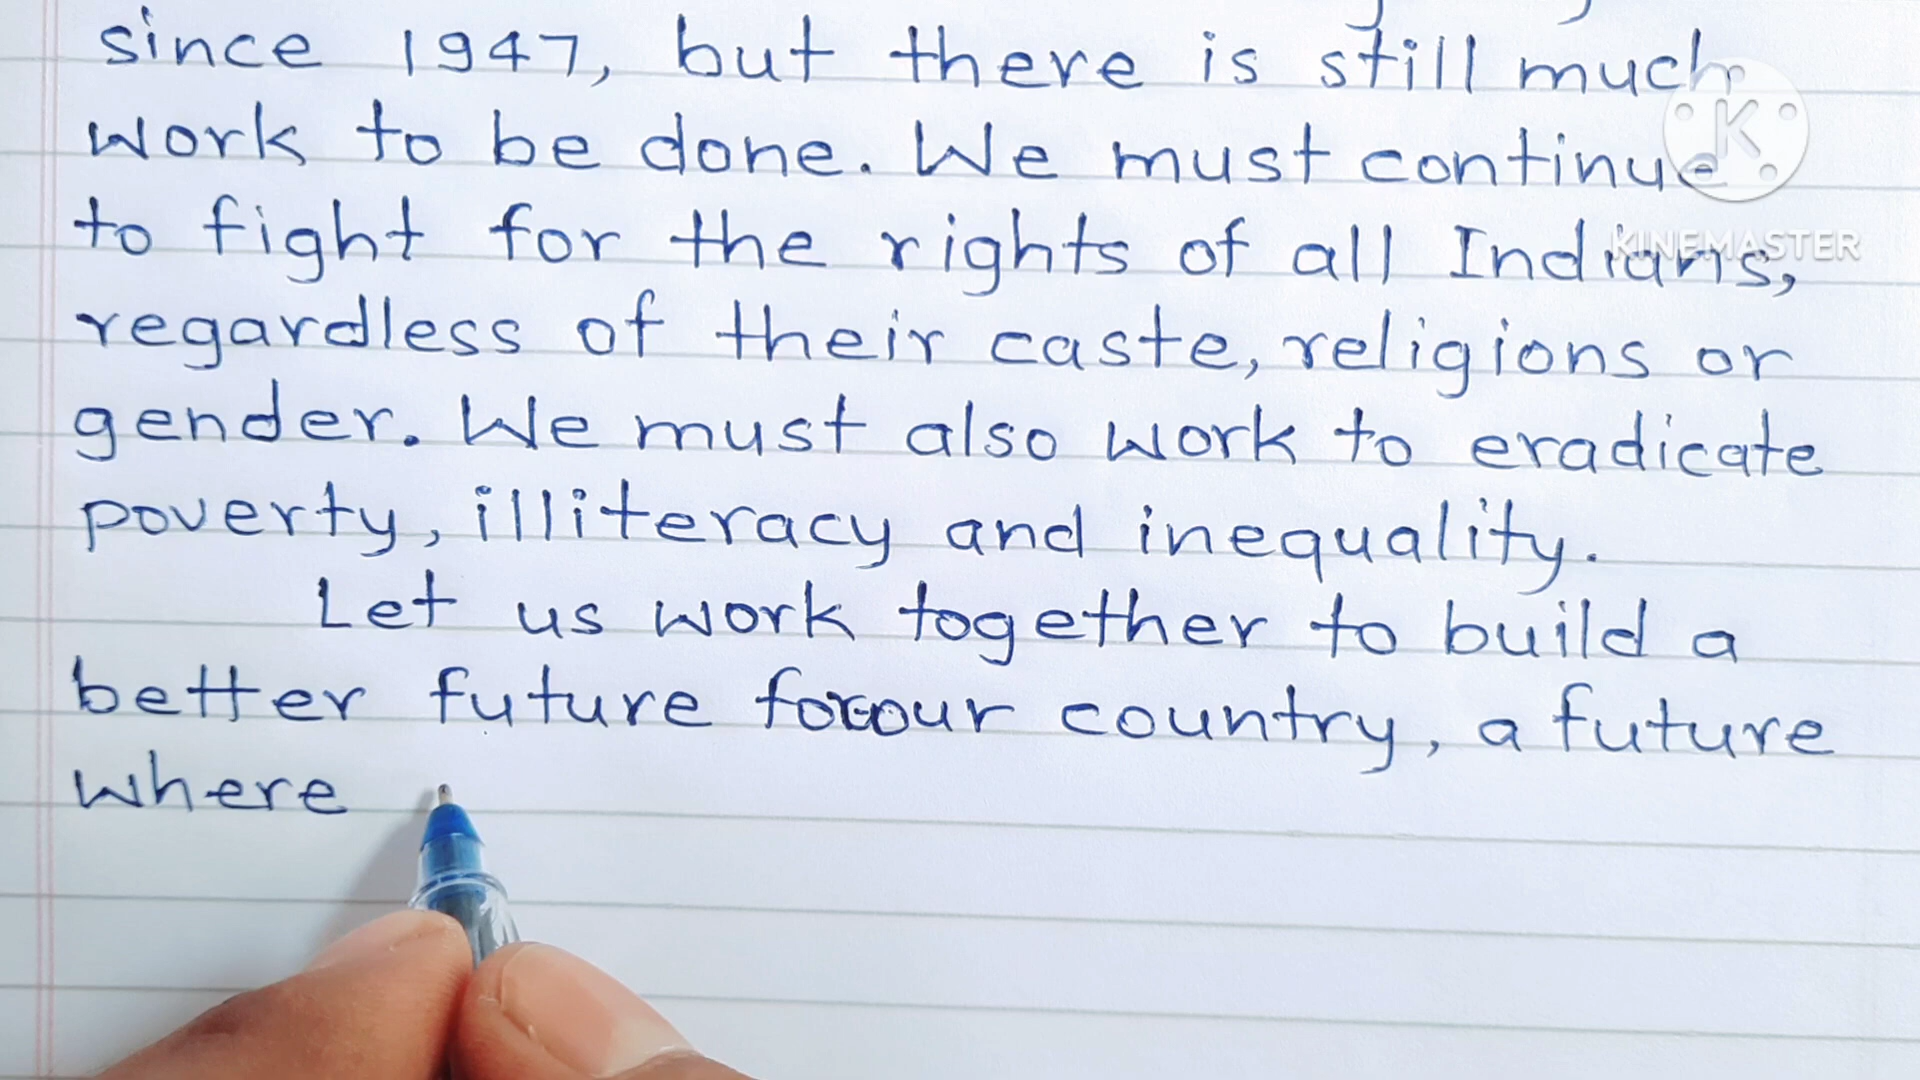 since 1947, but there is still much
work to be done. We must continue
to fight for the rights of all Indians,
regardless of their caste, religions or
gender. We must also work to eradicate
poverty, illiteracy and inequality.
Let us work together to build a
better future for our country, a future
where
K
KINEMASTER